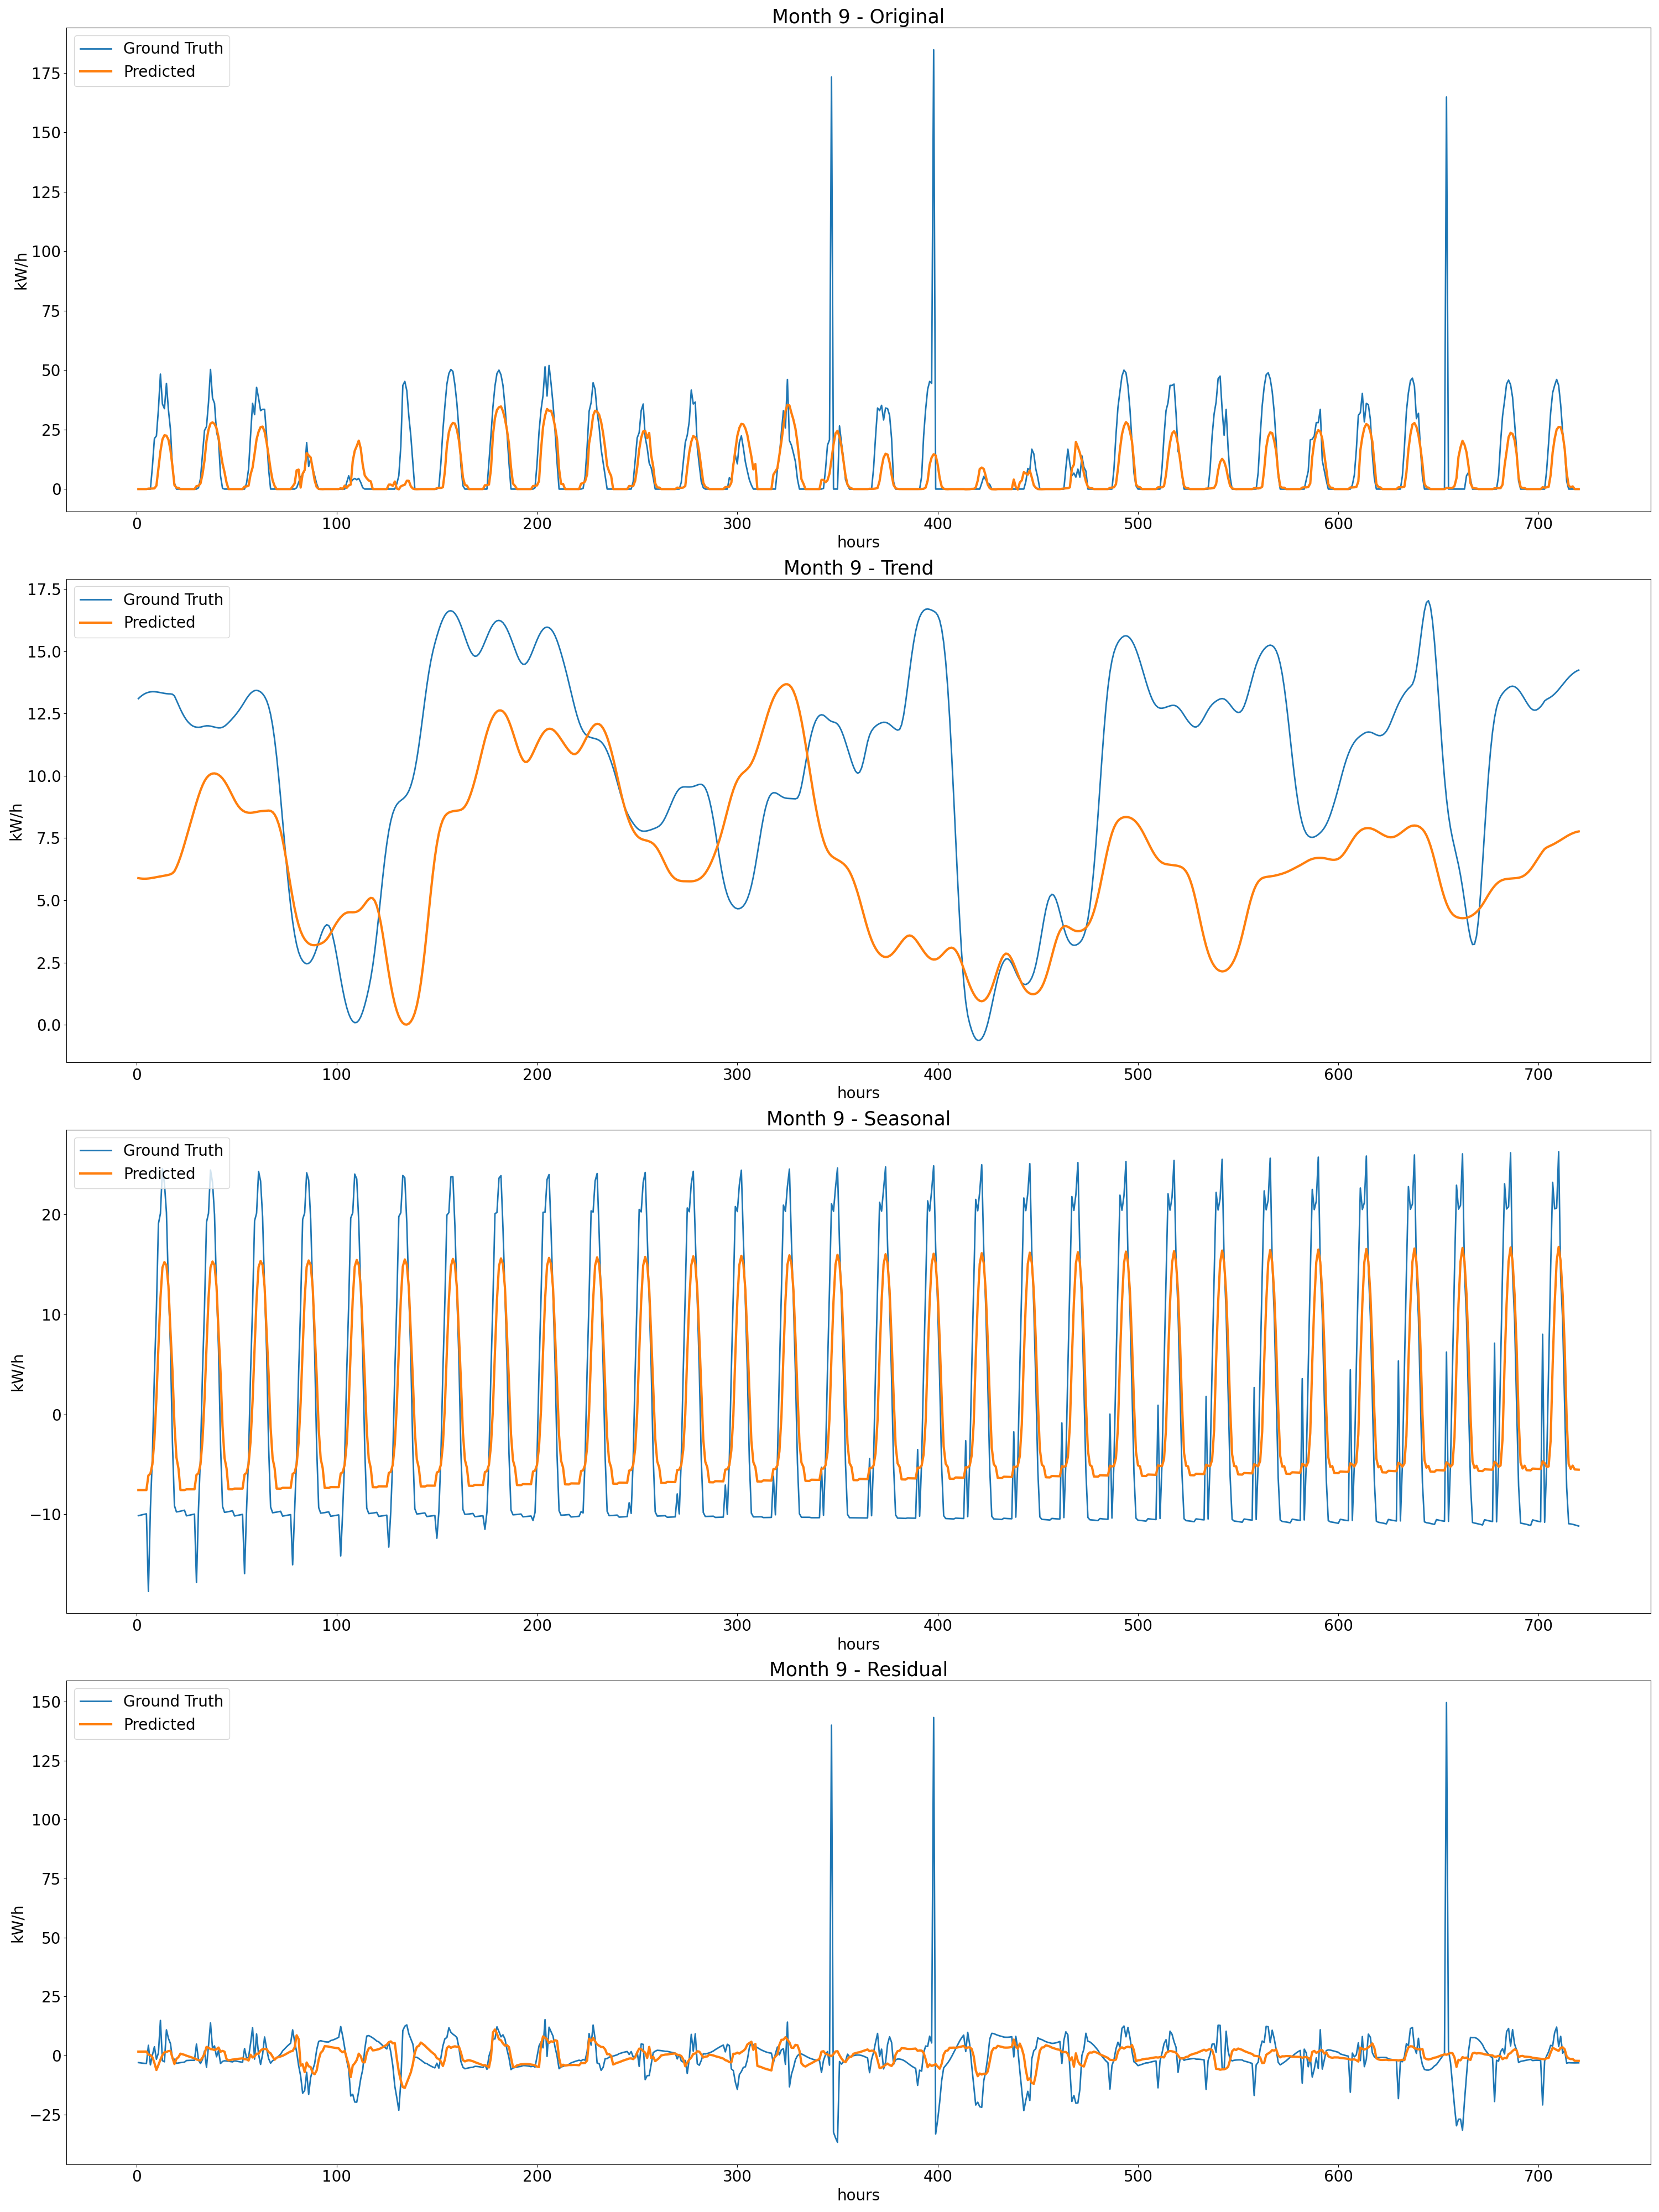 Month 9 - Original
Ground Truth
Predicted
175
150
125
100
75
50
25
0
kW/h
0 100 200 300 400 500 600 700
hours
Month 9 - Trend
Ground Truth
Predicted
17.5
15.0
12.5
10.0
7.5
5.0
2.5
0.0
kW/h
0 100 200 300 400 500 600 700
hours
Month 9 - Seasonal
Ground Truth
Predicted
20
10
0
−10
kW/h
0 100 200 300 400 500 600 700
hours
Month 9 - Residual
Ground Truth
Predicted
150
125
100
75
50
25
0
−25
kW/h
0 100 200 300 400 500 600 700
hours